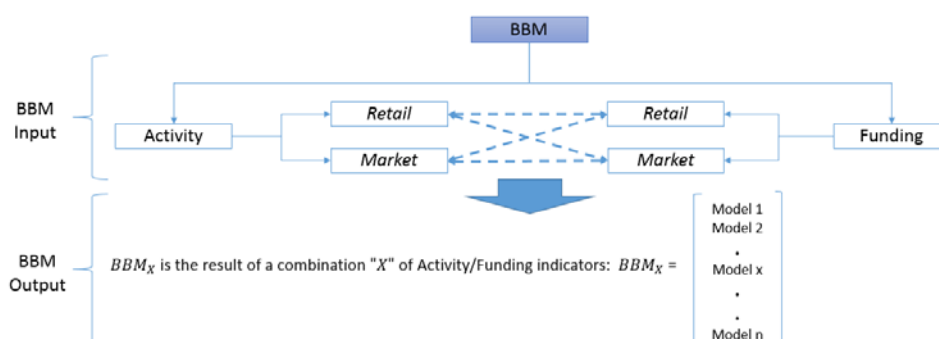 BBM
BBM
Input
Activity
Retail
Market
Retail
Market
Funding
BBM
Output
BBM_X is the result of a combination "X" of Activity/Funding indicators: BBM_X =
Model 1
Model 2
.
Model x
.
.
Model n